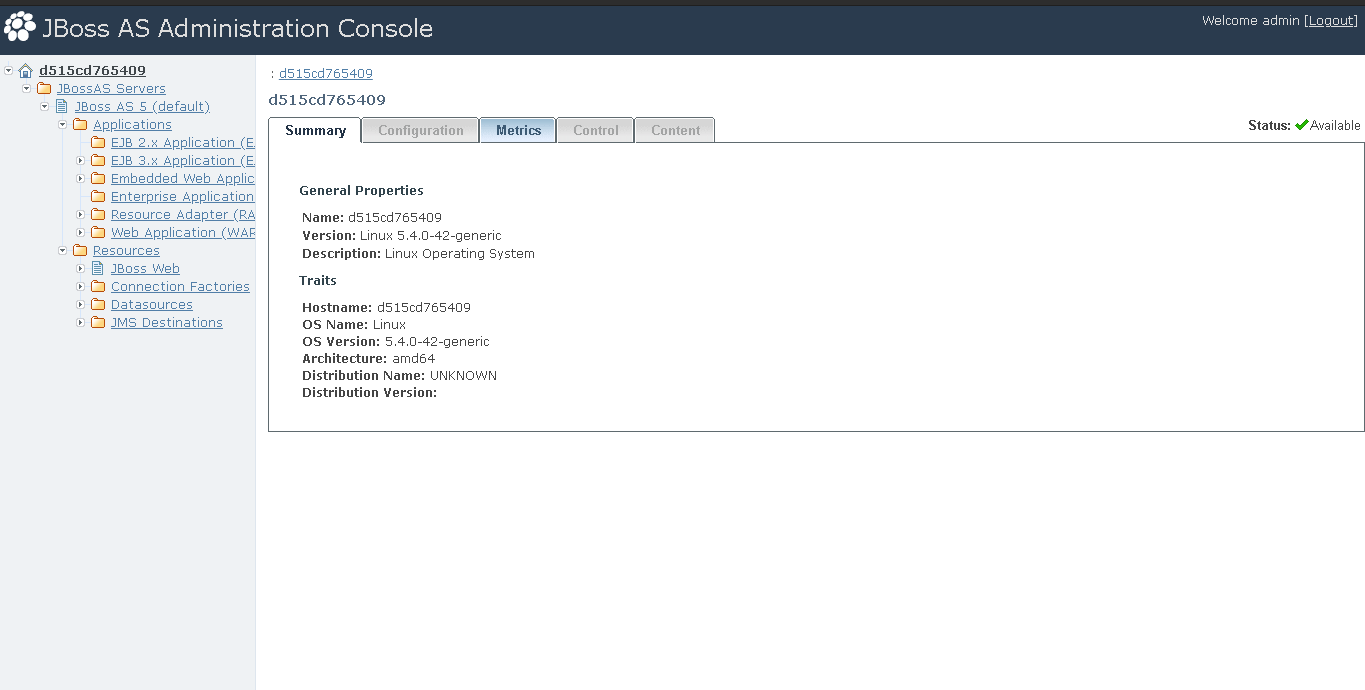 JBoss AS Administration Console
Welcome admin [Logout]
d515cd765409
JBossAS Servers
JBoss AS 5 (default)
Applications
EJB 2.x Application (E
EJB 3.x Application (E
Embedded Web Applic
Enterprise Application
Resource Adapter (RA
Web Application (WAR
Resources
JBoss Web
Connection Factories
Datasources
JMS Destinations
: d515cd765409
d515cd765409
Summary Configuration Metrics Control Content
Status: Available
General Properties
Name: d515cd765409
Version: Linux 5.4.0-42-generic
Description: Linux Operating System
Traits
Hostname: d515cd765409
OS Name: Linux
OS Version: 5.4.0-42-generic
Architecture: amd64
Distribution Name: UNKNOWN
Distribution Version: